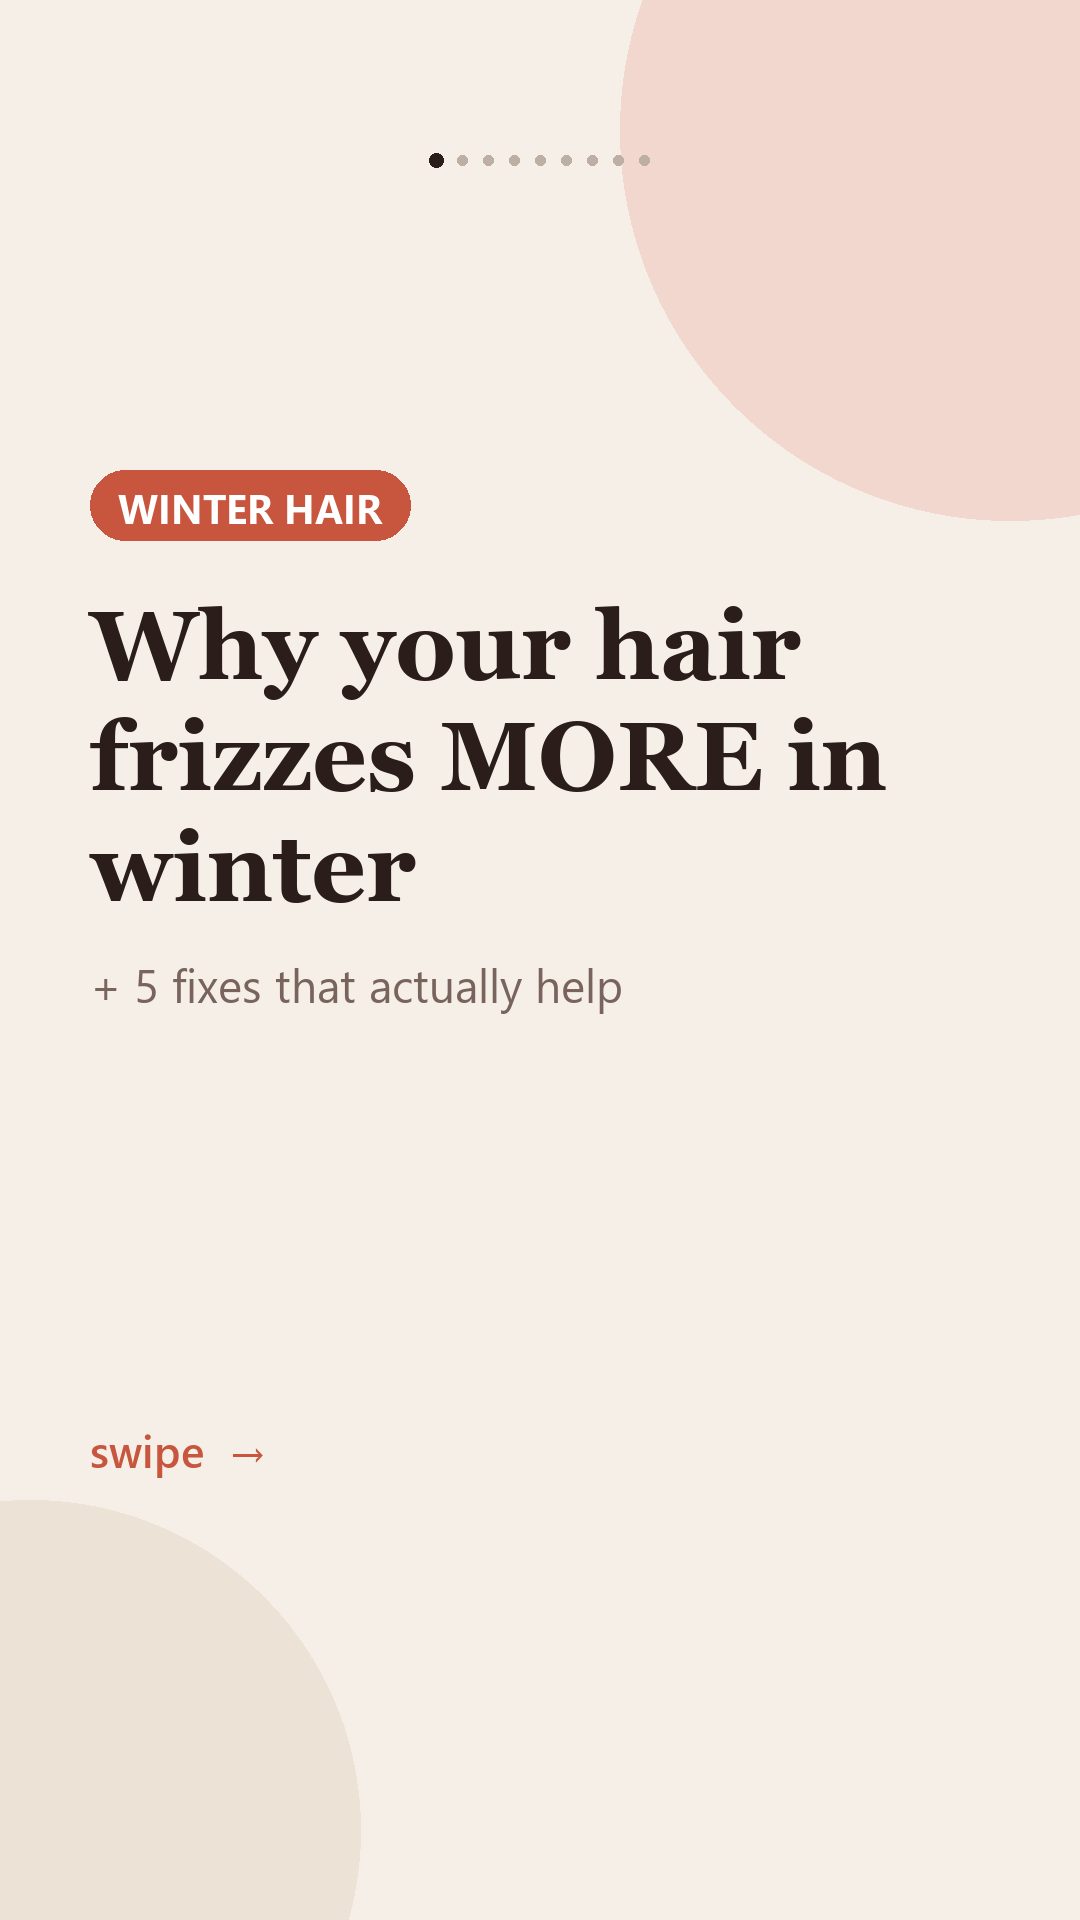 WINTER HAIR
Why your hair
frizzes MORE in
winter
+ 5 fixes that actually help
swipe →